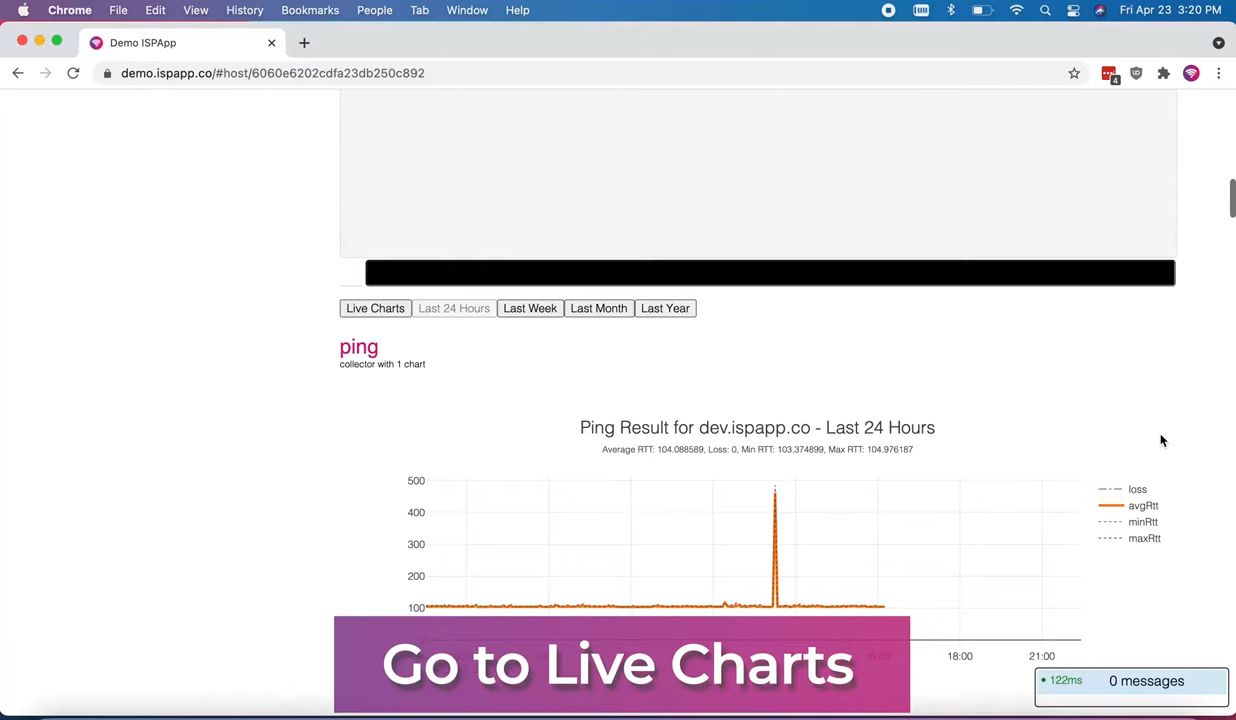 Chrome File Edit View History Bookmarks People Tab Window Help Fri Apr 23 3:20 PM
Demo ISPApp
demo.ispapp.co/#host/6060e6202cdfa23db250c892
4
Live Charts Last 24 Hours Last Week Last Month Last Year
ping
collector with 1 chart
Ping Result for dev.ispapp.co - Last 24 Hours
Average RTT: 104.088589, Loss: 0, Min RTT: 103.374899, Max RTT: 104.976187
500
400
300
200
100
loss
avgRtt
minRtt
maxRtt
18:00 21:00
Go to Live Charts
122ms 0 messages